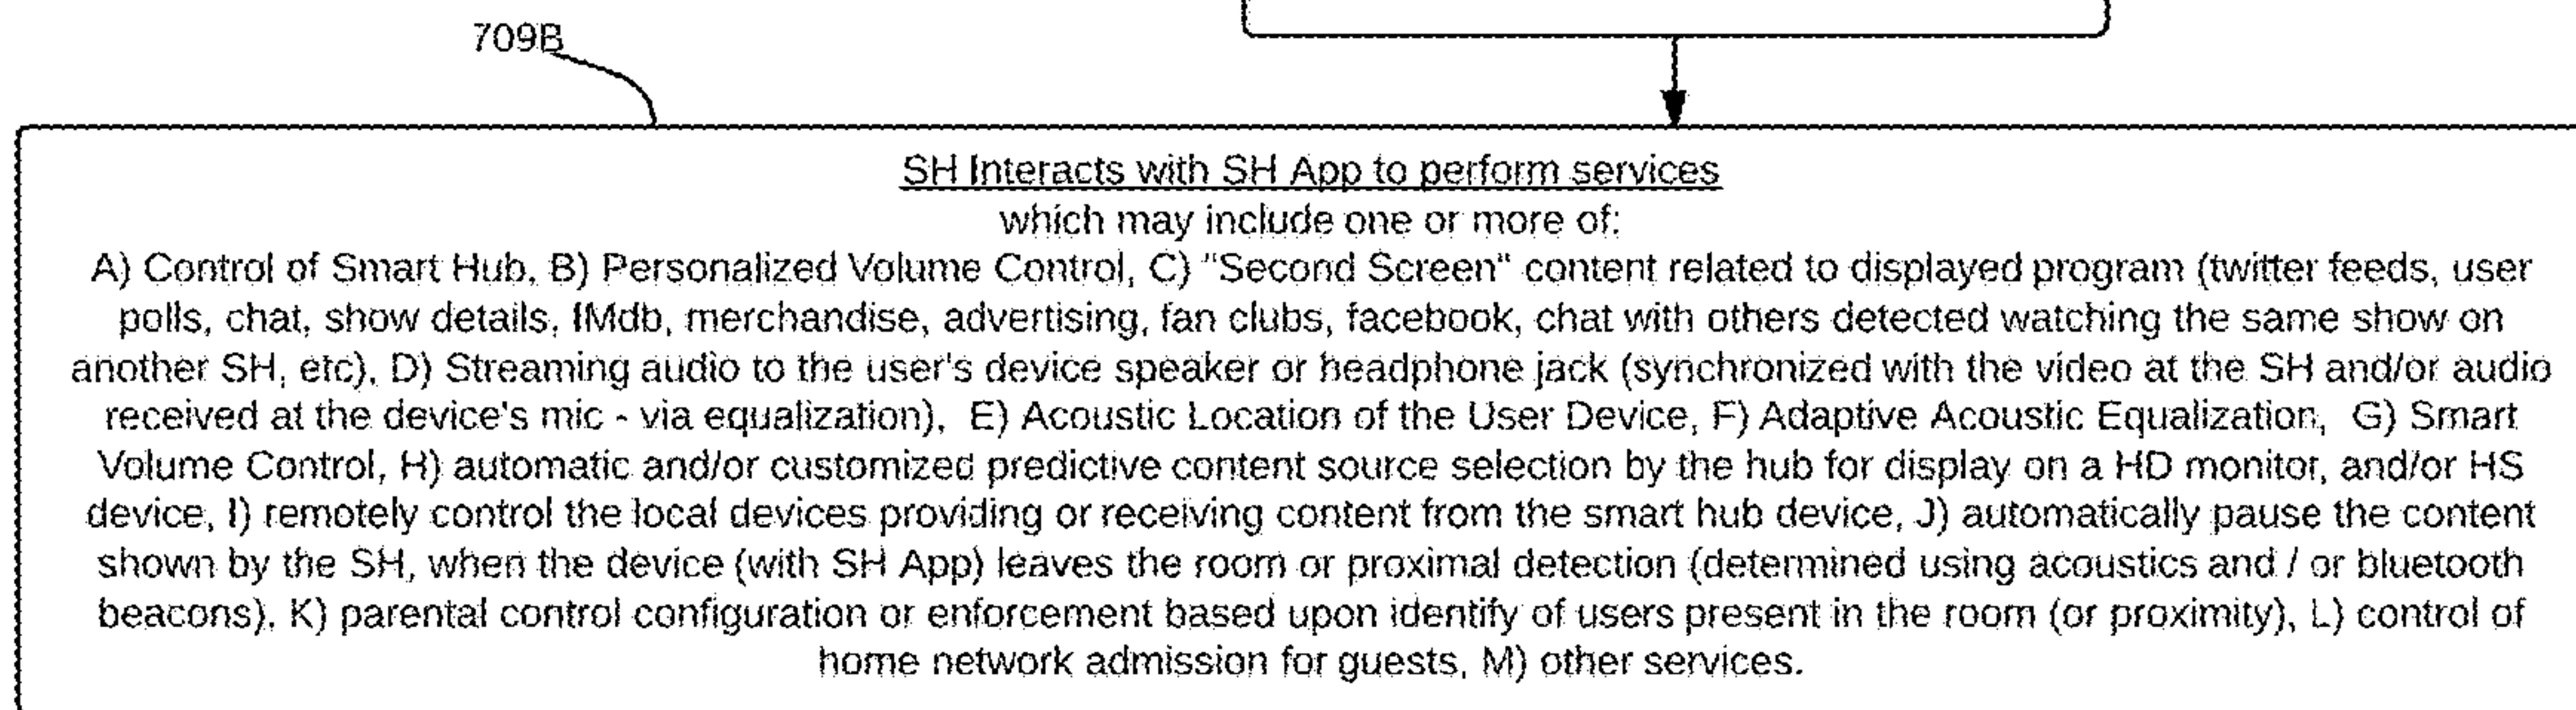 709B
SH Interacts with SH App to perform services
which may include one or more of:
A) Control of Smart Hub, B) Personalized Volume Control, C) "Second Screen" content related to displayed program (twitter feeds, user
polls, chat, show details, IMdb, merchandise, advertising, fan clubs, facebook, chat with others detected watching the same show on
another SH, etc), D) Streaming audio to the user's device speaker or headphone jack (synchronized with the video at the SH and/or audio
received at the device's mic - via equalization), E) Acoustic Location of the User Device, F) Adaptive Acoustic Equalization, G) Smart
Volume Control, H) automatic and/or customized predictive content source selection by the hub for display on a HD monitor, and/or HS
device, I) remotely control the local devices providing or receiving content from the smart hub device, J) automatically pause the content
shown by the SH, when the device (with SH App) leaves the room or proximal detection (determined using acoustics and / or bluetooth
beacons), K) parental control configuration or enforcement based upon identify of users present in the room (or proximity), L) control of
home network admission for guests, M) other services.